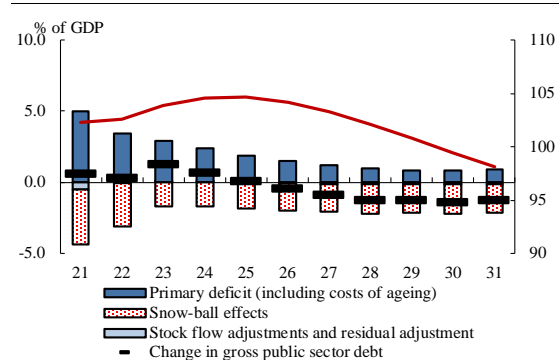 % of GDP
10.0 110
5.0 105
0.0 100
95
-5.0 90
21 22 23 24 25 26 27 28 29 30 31
Primary deficit (including costs of ageing)
Snow-ball effects
Stock flow adjustments and residual adjustment
Change in gross public sector debt